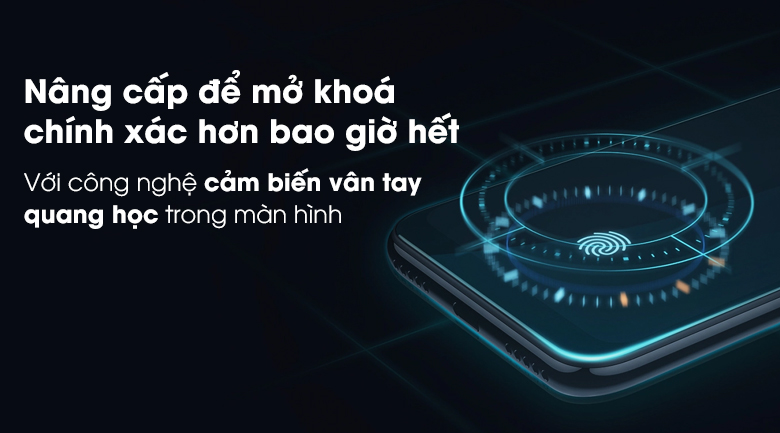 Nâng cấp để mở khoá
chính xác hơn bao giờ hết
Với công nghệ cảm biến vân tay
quang học trong màn hình